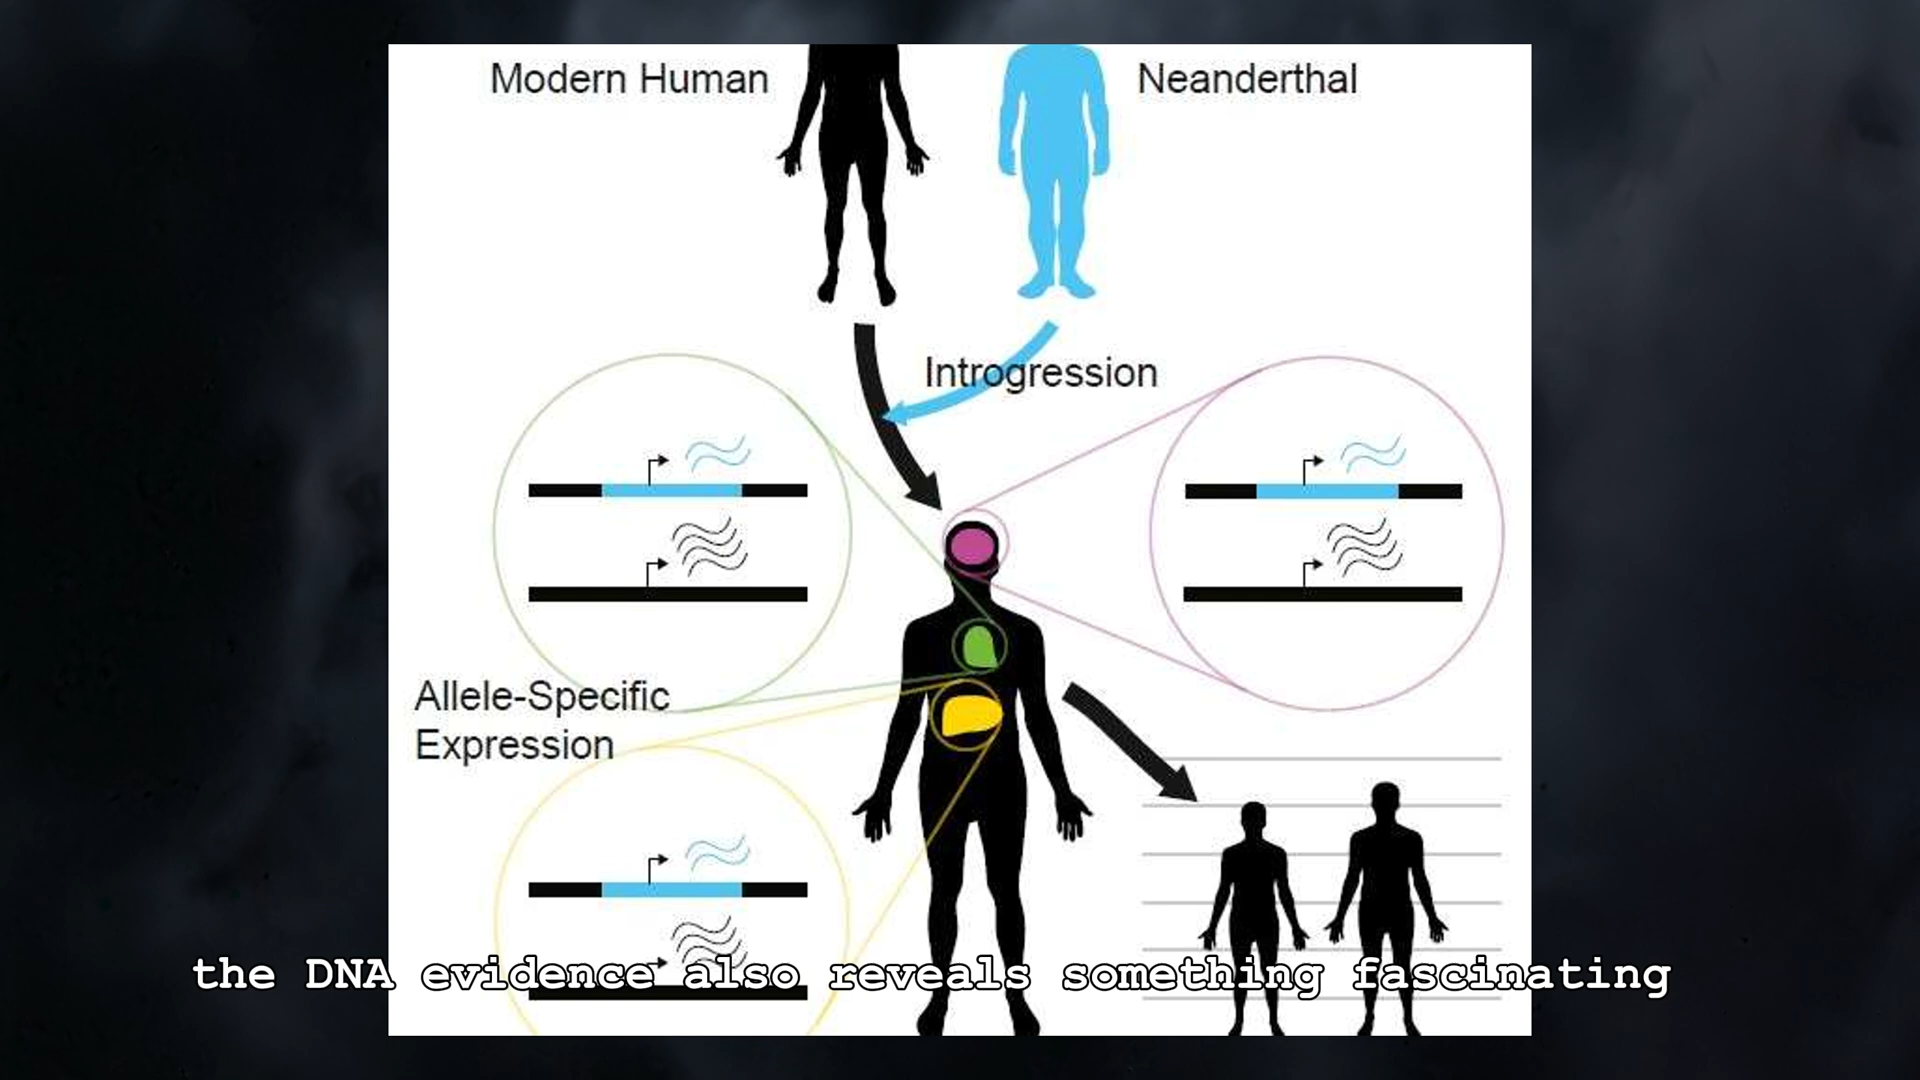 Modern Human
Neanderthal
Introgression
Allele-Specific
Expression
the DNA evidence also reveals something fascinating